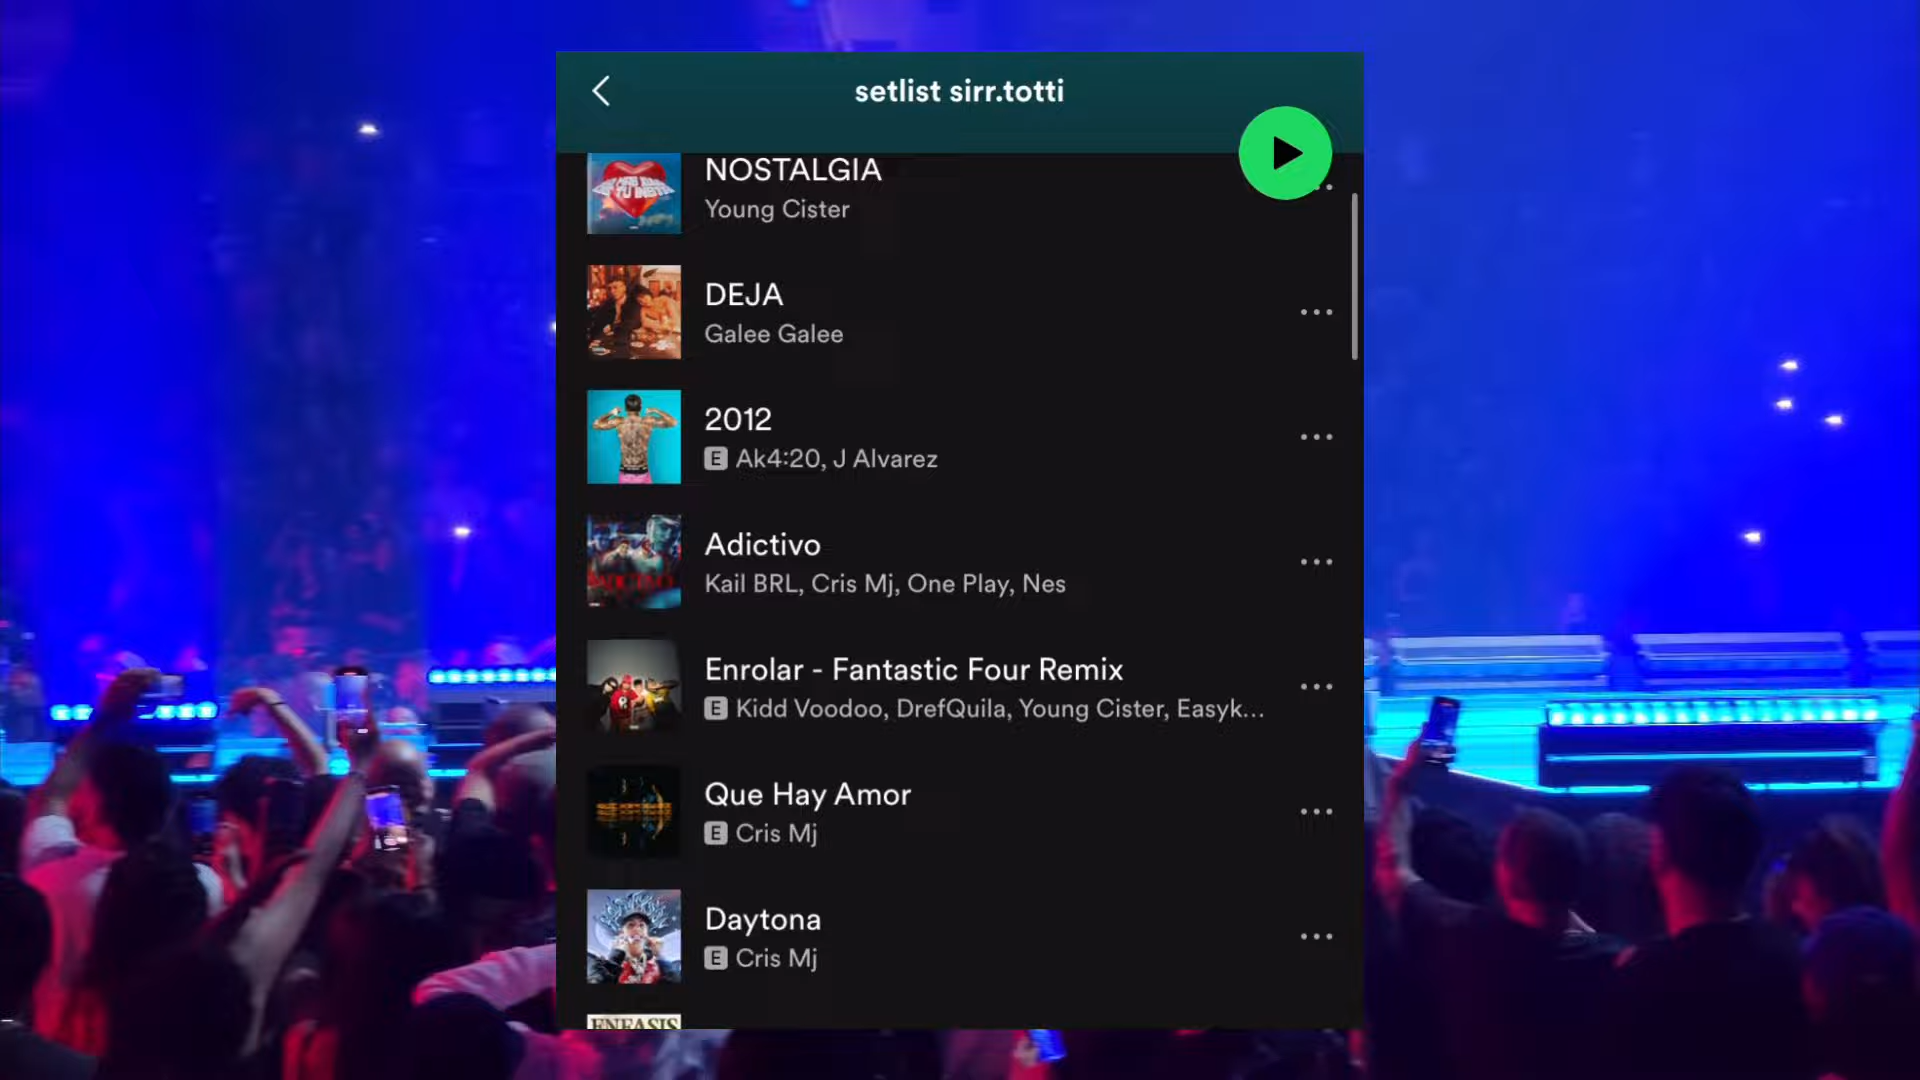 setlist sirr.totti
NOSTALGIA
Young Cister
DEJA
Galee Galee
2012
E Ak4:20, J Alvarez
Adictivo
Kail BRL, Cris Mj, One Play, Nes
Enrolar - Fantastic Four Remix
E Kidd Voodoo, DrefQuila, Young Cister, Easyk...
Que Hay Amor
E Cris Mj
Daytona
E Cris Mj
ENFASIS